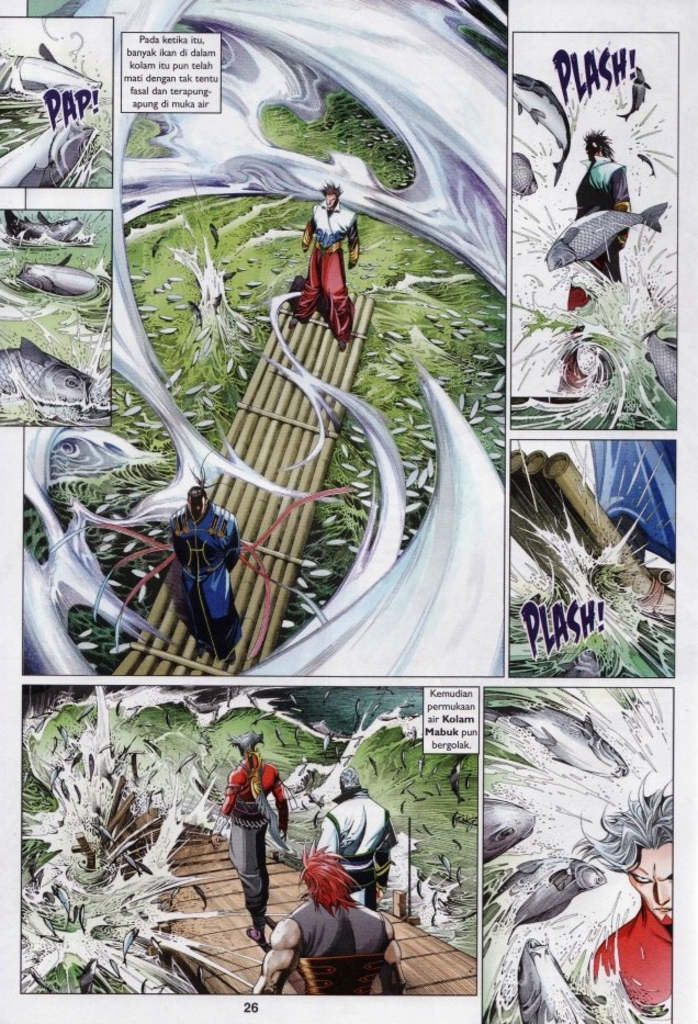 PAP!
Pada ketika itu,
banyak ikan di dalam
kolam itu pun telah
mati dengan tak tentu
fasal dan terapung-
apung di muka air
PLASH!
PLASH!
Kemudian
permukaan
air Kolam
Mabuk pun
bergolak.
26